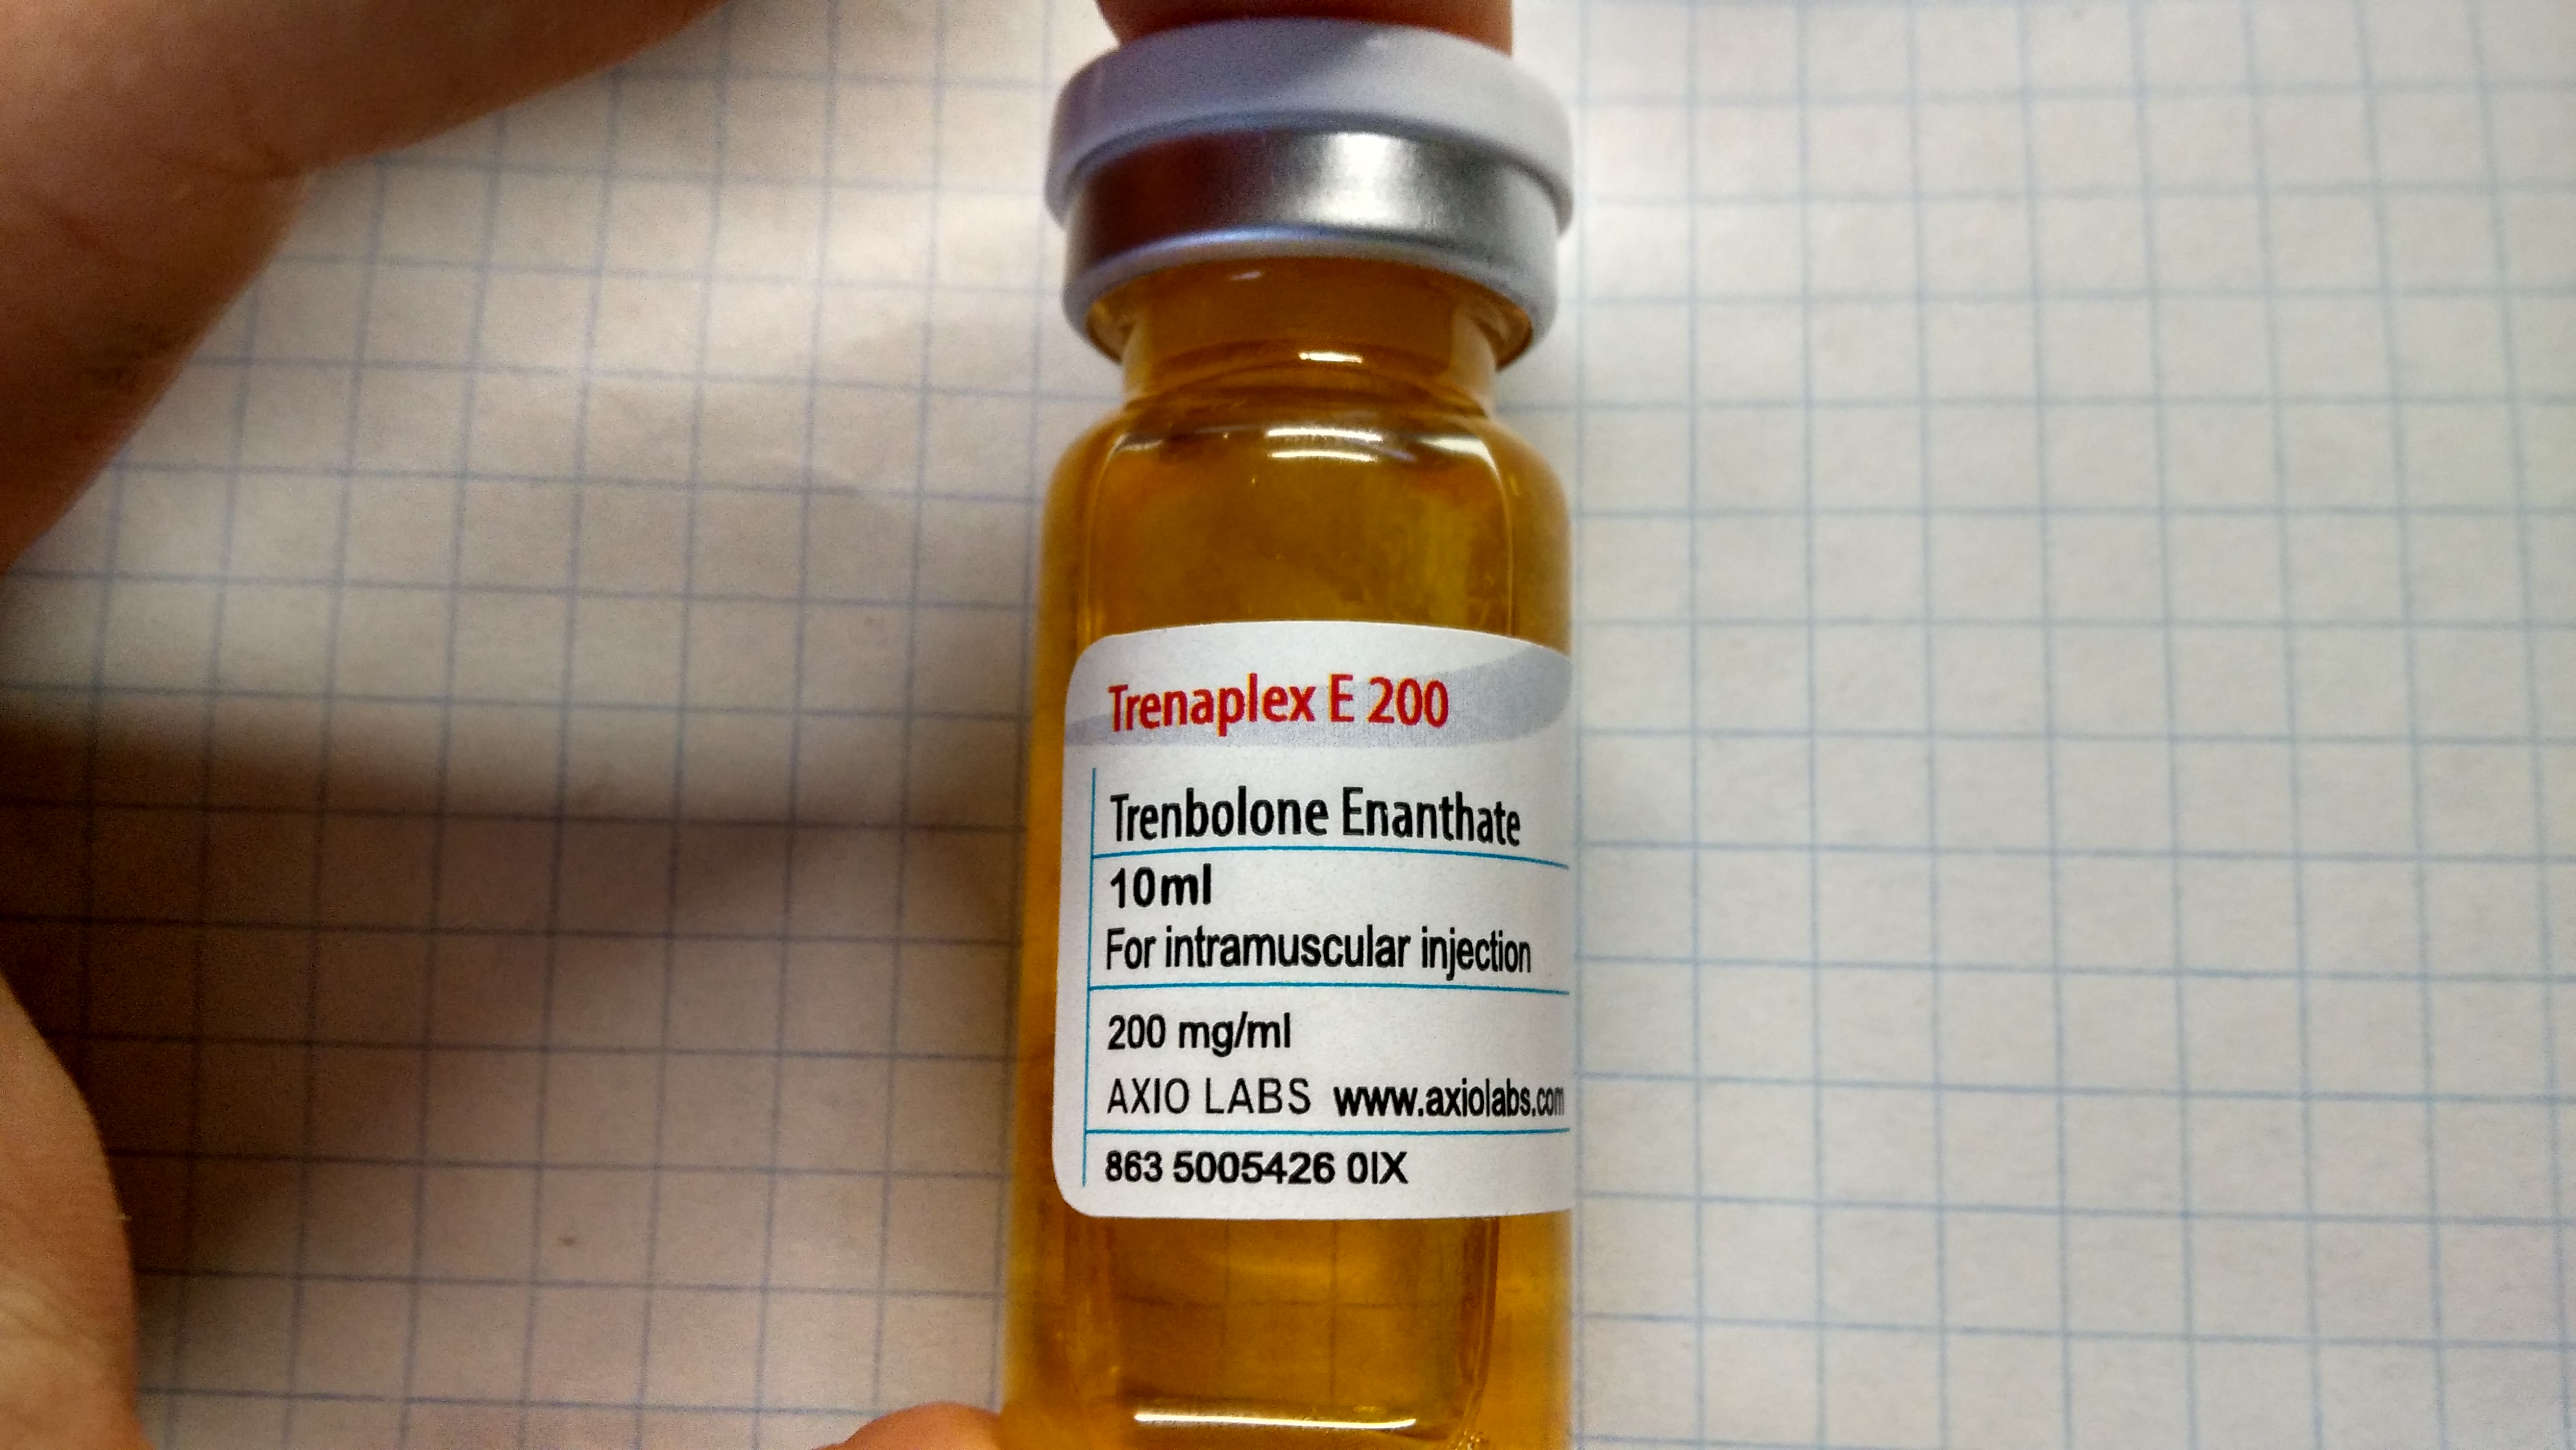 Trenaplex E 200
Trenbolone Enanthate
10ml
For intramuscular injection
200 mg/ml
AXIO LABS www.axiolabs.com
863 5005426 0IX